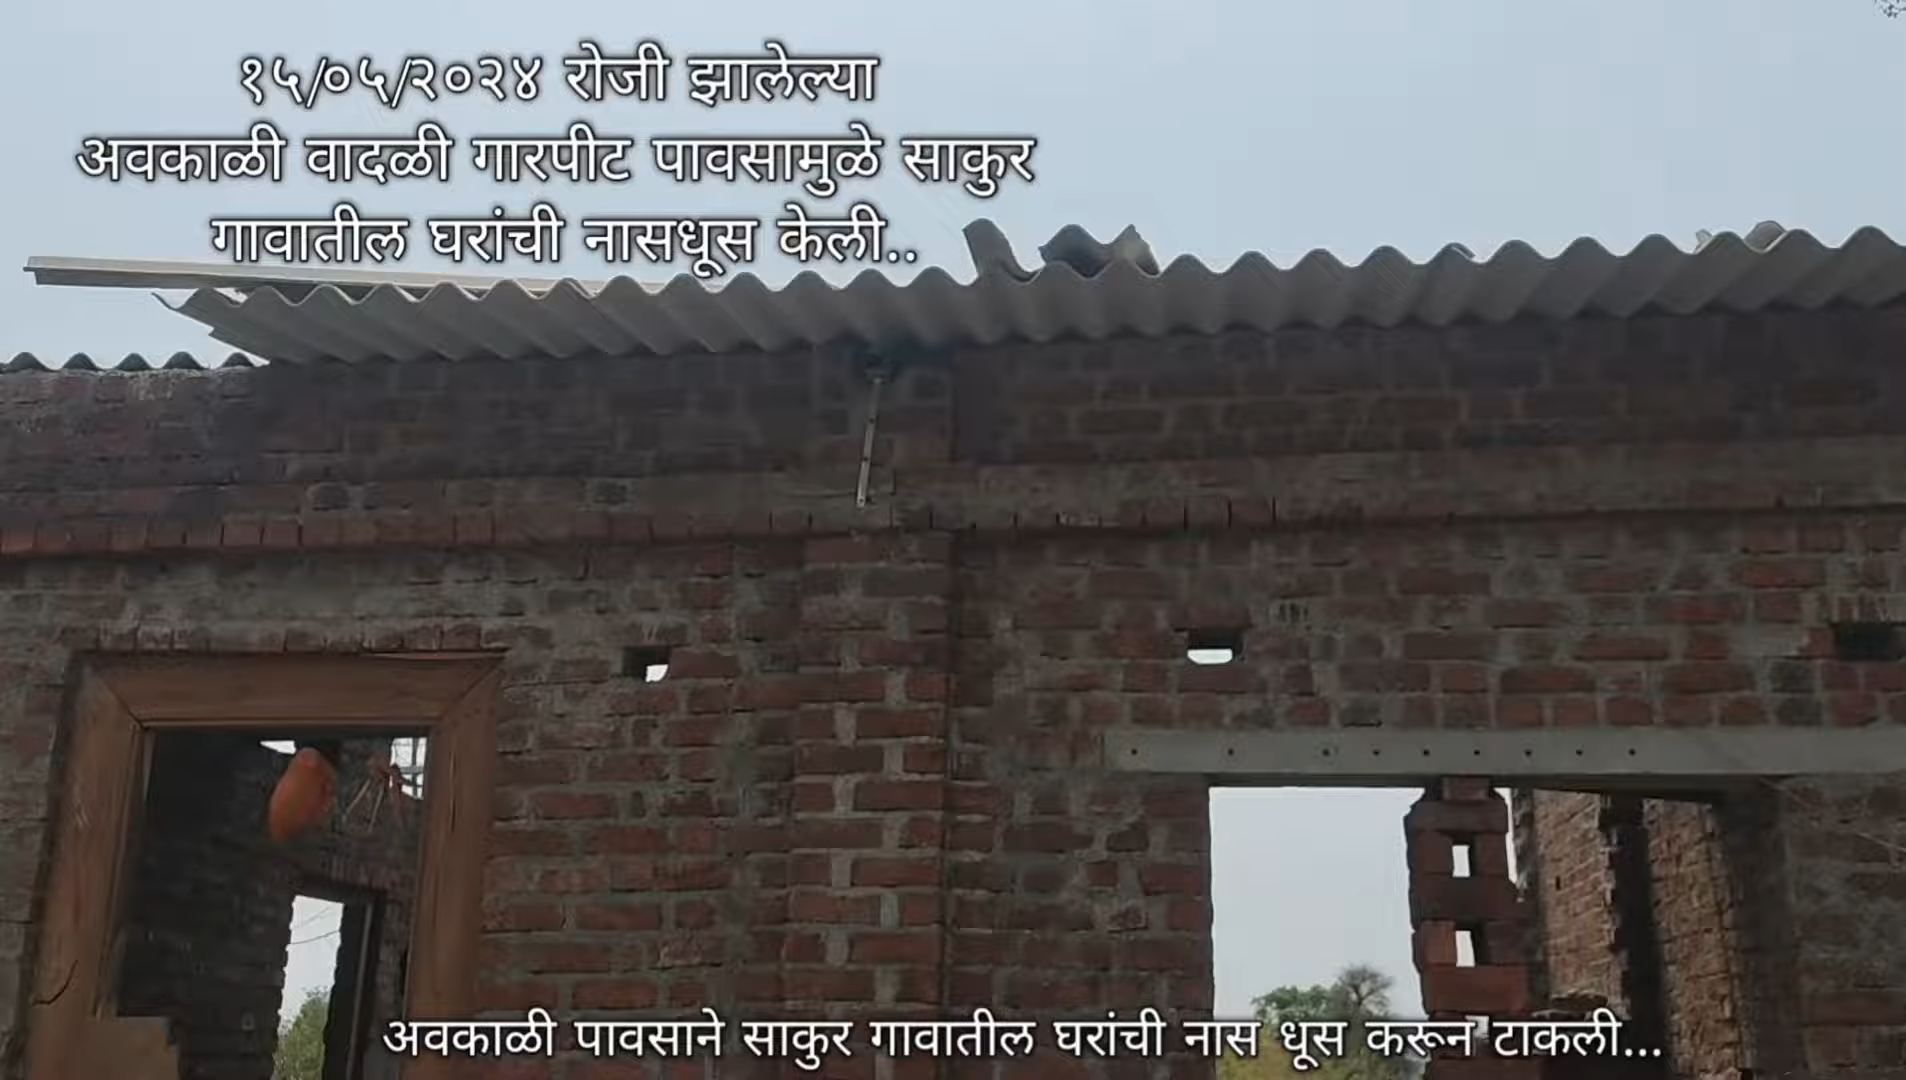 १५/०५/२०२४ रोजी झालेल्या
अवकाळी वादळी गारपीट पावसामुळे साकुर
गावातील घरांची नासधूस केली..
अवकाळी पावसाने साकुर गावातील घरांची नास धूस करून टाकली...